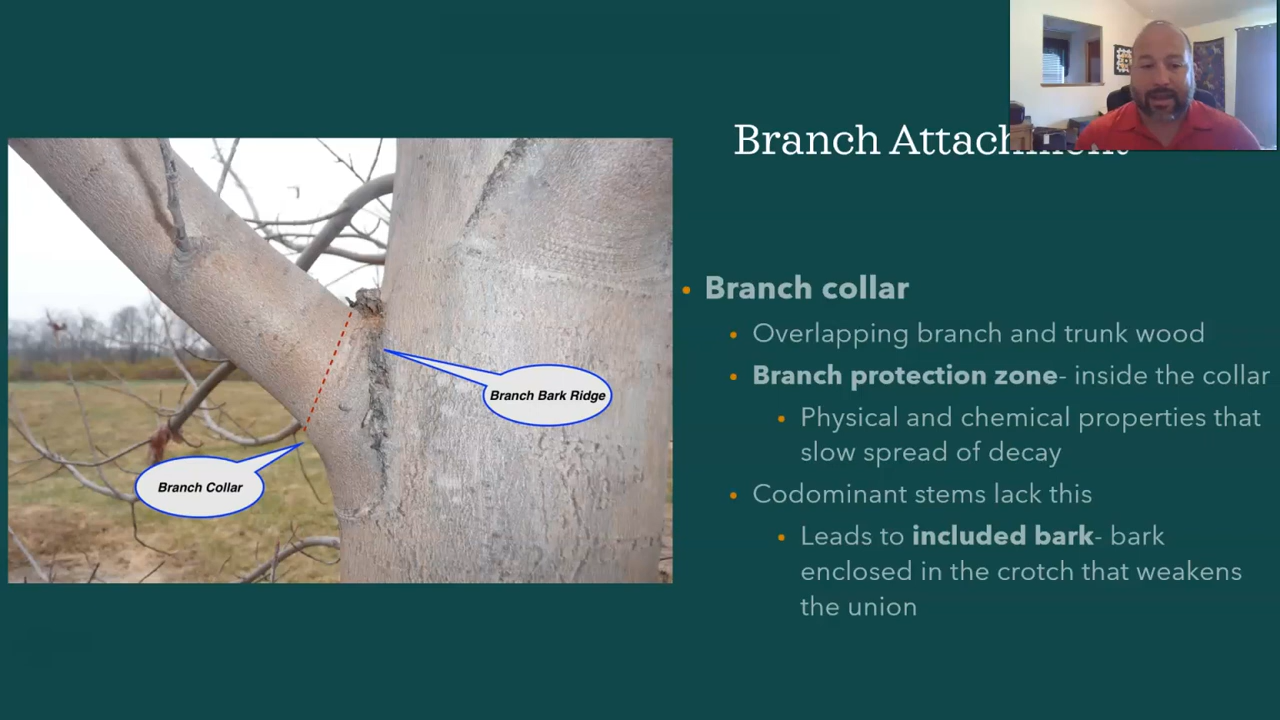 Branch Attachment
Branch collar
Overlapping branch and trunk wood
Branch protection zone- inside the collar
Physical and chemical properties that
slow spread of decay
Codominant stems lack this
Leads to included bark- bark
enclosed in the crotch that weakens
the union
Branch Bark Ridge
Branch Collar